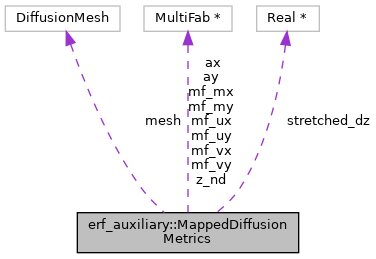 DiffusionMesh
MultiFab *
Real *
ax
ay
mf_mx
mf_my
mesh
mf_ux
stretched_dz
mf_uy
mf_vx
mf_vy
z_nd
erf_auxiliary::MappedDiffusion
Metrics